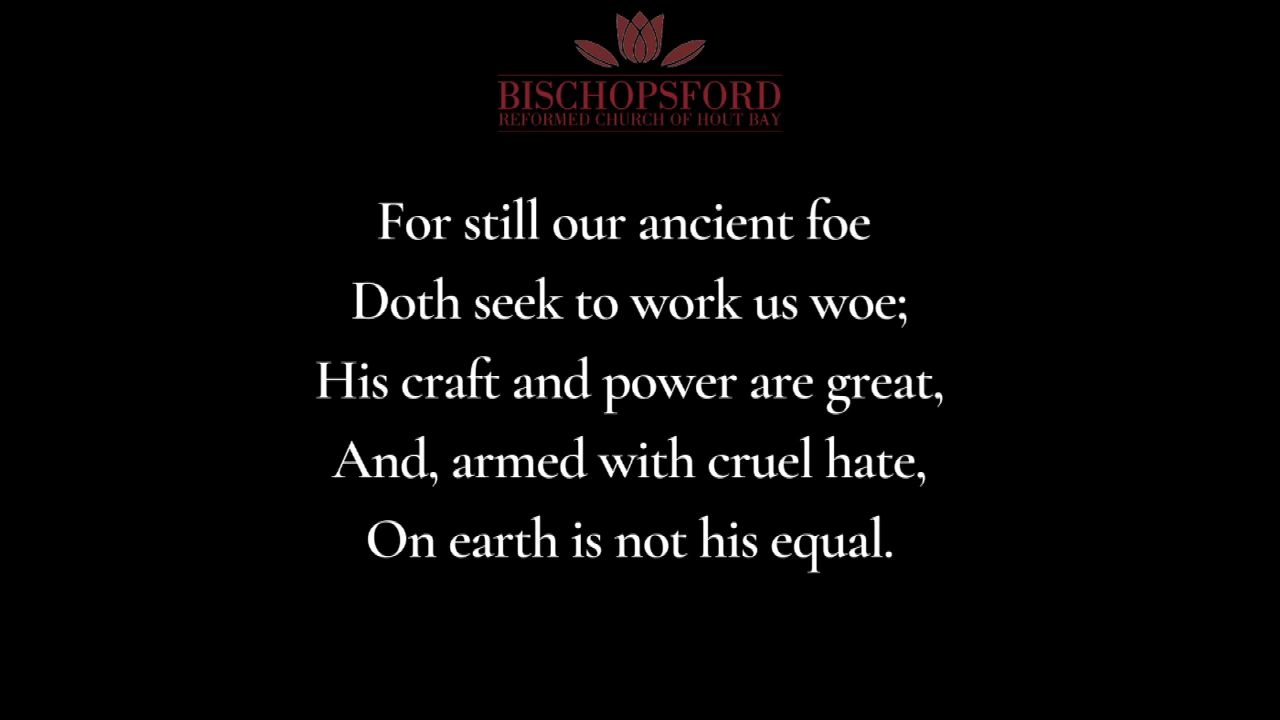 BISCHOPSFORD
REFORMED CHURCH OF HOUT BAY
For still our ancient foe
Doth seek to work us woe;
His craft and power are great,
And, armed with cruel hate,
On earth is not his equal.